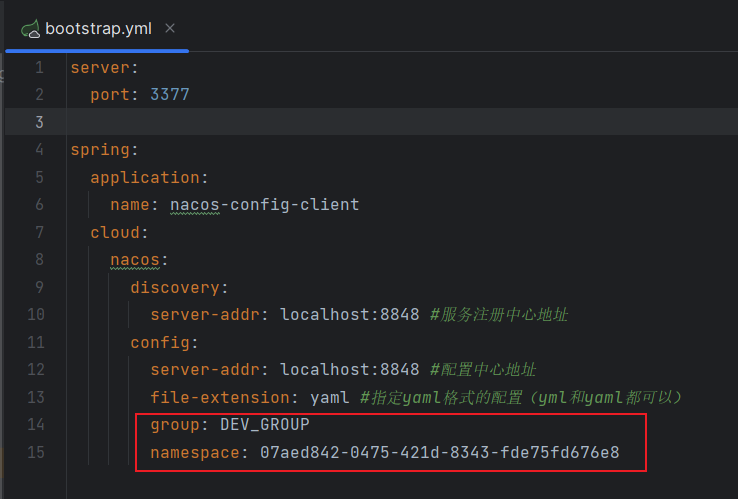 bootstrap.yml ×
1 server:
2   port: 3377
3
4 spring:
5   application:
6     name: nacos-config-client
7   cloud:
8     nacos:
9       discovery:
10         server-addr: localhost:8848 #服务注册中心地址
11       config:
12         server-addr: localhost:8848 #配置中心地址
13         file-extension: yaml #指定yaml格式的配置（yml和yaml都可以）
14         group: DEV_GROUP
15         namespace: 07aed842-0475-421d-8343-fde75fd676e8